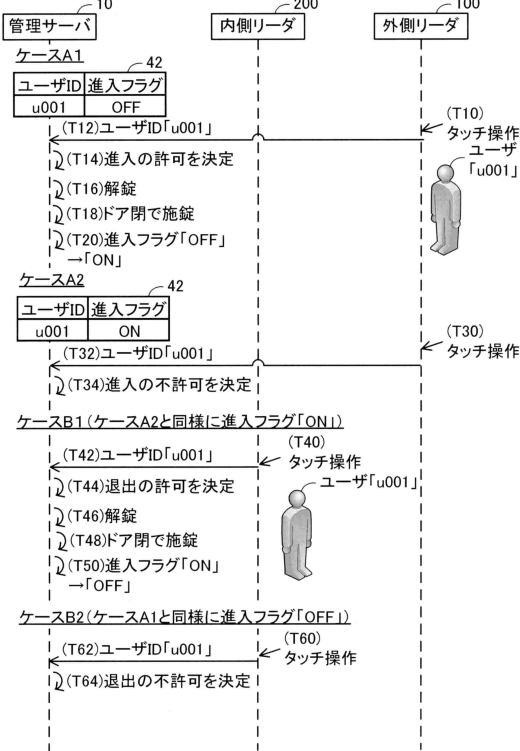 10
200
100
管理サーバ
内側リーダ
外側リーダ
ケースA1
42
ユーザID 進入フラグ
u001 OFF
(T10)
タッチ操作
(T12)ユーザID「u001」
ユーザ
「u001」
(T14)進入の許可を決定
(T16)解錠
(T18)ドア閉で施錠
(T20)進入フラグ「OFF」
→「ON」
ケースA2
42
ユーザID 進入フラグ
u001 ON
(T30)
タッチ操作
(T32)ユーザID「u001」
(T34)進入の不許可を決定
ケースB1(ケースA2と同様に進入フラグ「ON」)
(T40)
タッチ操作
(T42)ユーザID「u001」
ユーザ「u001」
(T44)退出の許可を決定
(T46)解錠
(T48)ドア閉で施錠
(T50)進入フラグ「ON」
→「OFF」
ケースB2(ケースA1と同様に進入フラグ「OFF」)
(T60)
タッチ操作
(T62)ユーザID「u001」
(T64)退出の不許可を決定